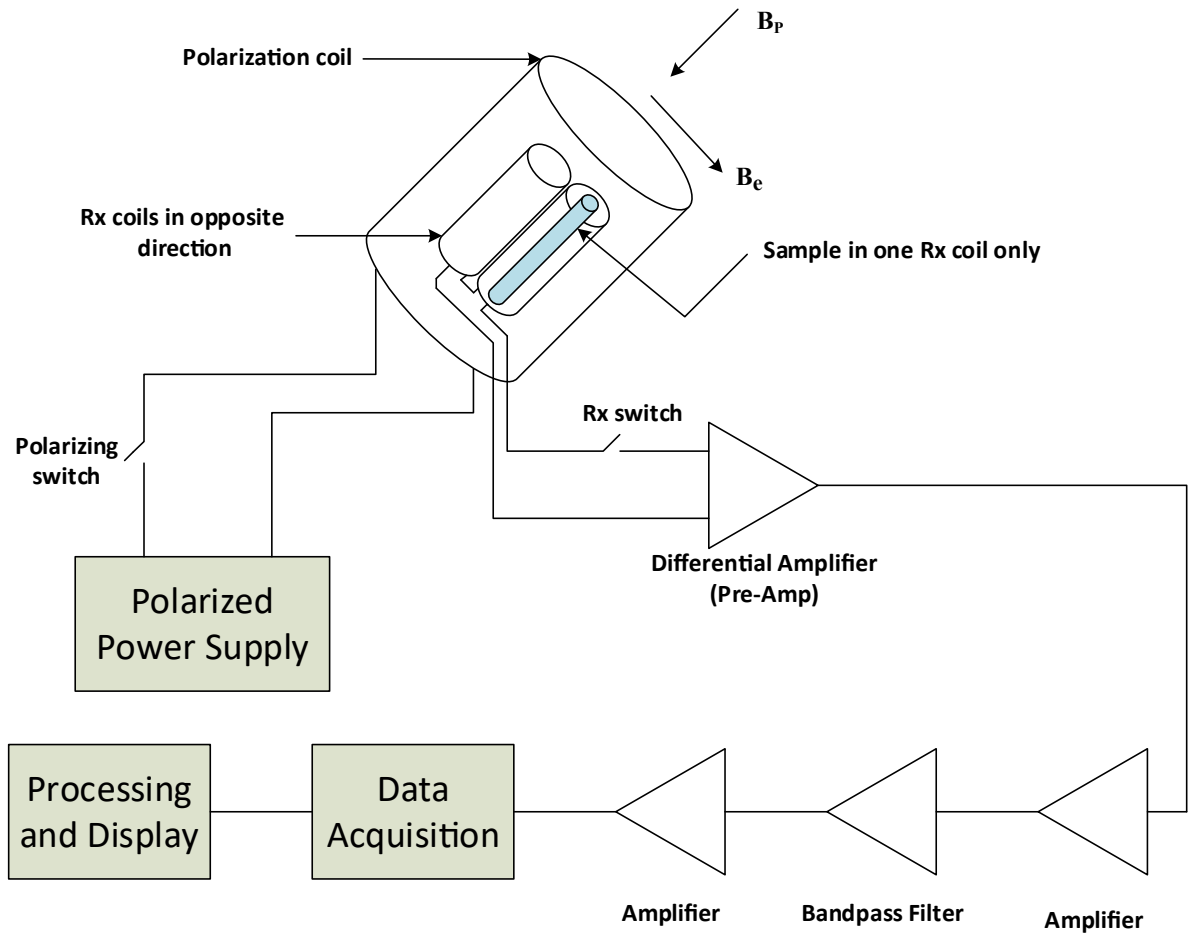 B_P
Polarization coil
B_e
Rx coils in opposite
direction
Sample in one Rx coil only
Rx switch
Polarizing
switch
Differential Amplifier
(Pre-Amp)
Polarized
Power Supply
Processing
and Display
Data
Acquisition
Amplifier
Bandpass Filter
Amplifier